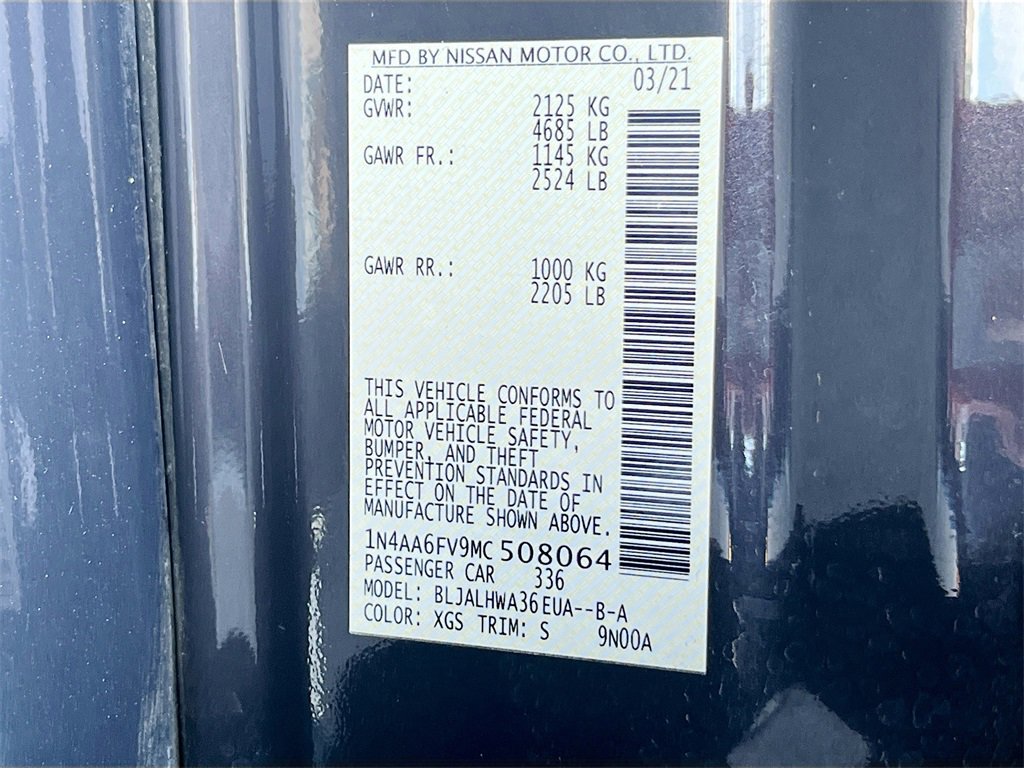 MFD BY NISSAN MOTOR CO., LTD.
DATE: 03/21
GVWR: 2125 KG
4685 LB
GAWR FR.: 1145 KG
2524 LB
GAWR RR.: 1000 KG
2205 LB
THIS VEHICLE CONFORMS TO
ALL APPLICABLE FEDERAL
MOTOR VEHICLE SAFETY,
BUMPER, AND THEFT
PREVENTION STANDARDS IN
EFFECT ON THE DATE OF
MANUFACTURE SHOWN ABOVE.
1N4AA6FV9MC 508064
PASSENGER CAR 336
MODEL: BLJALHWA36EUA--B-A
COLOR: XGS TRIM: S 9N00A